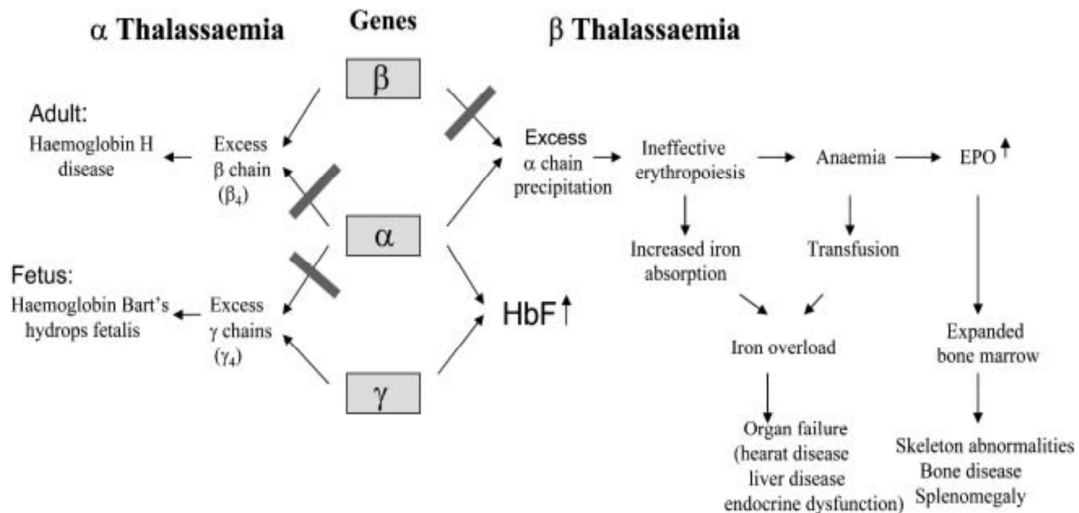 α Thalassaemia
Genes
β Thalassaemia
β
Adult:
Haemoglobin H
disease
Excess
β chain
(β₄)
Excess
α chain
precipitation
Ineffective
erythropoiesis
Anaemia
EPO
α
Increased iron
absorption
Transfusion
Fetus:
Haemoglobin Bart's
hydrops fetalis
Excess
γ chains
(γ₄)
HbF
γ
Iron overload
Expanded
bone marrow
Organ failure
(hearat disease
liver disease
endocrine dysfunction)
Skeleton abnormalities
Bone disease
Splenomegaly